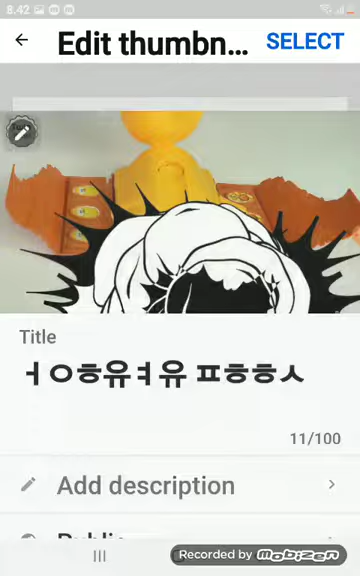 8.42
Edit thumbn...
SELECT
Title
ㅓㅇㅎ유ㅕ유 ㅍㅎㅎㅅ
11/100
Add description
Public
Recorded by Mobizen